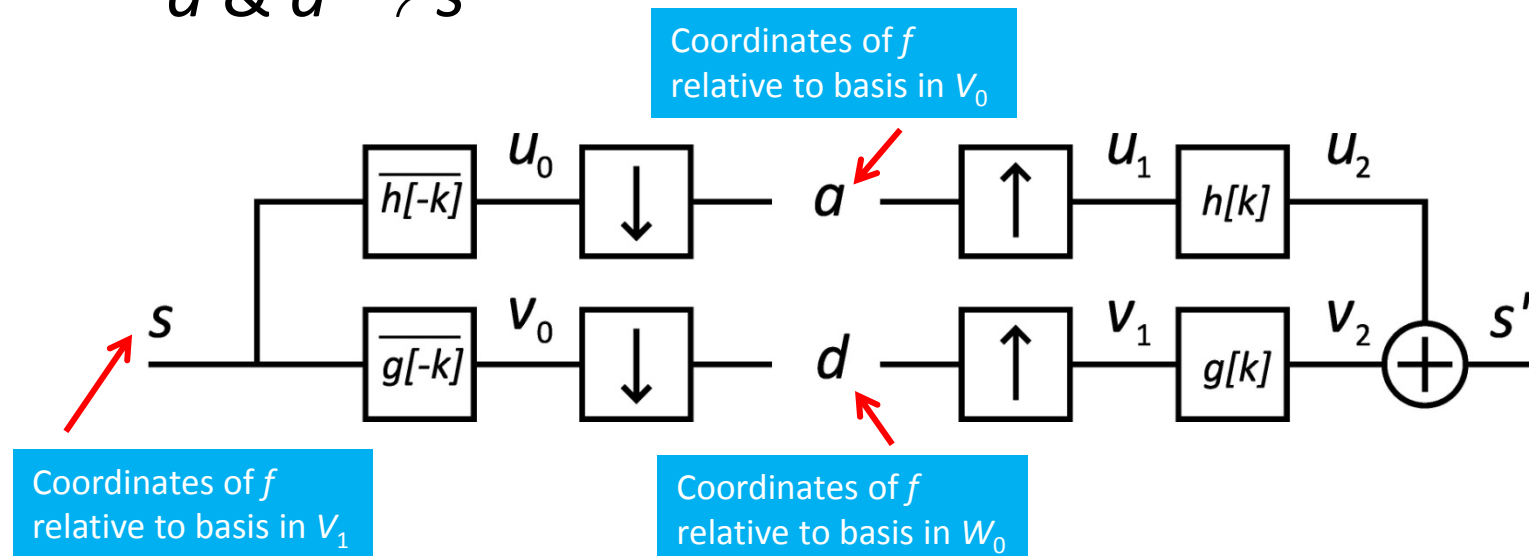 Coordinates of f
relative to basis in V₀
h[-k]
u₀
↓
a
↑
u₁
h[k]
u₂
s
g[-k]
v₀
↓
d
↑
v₁
g[k]
v₂
+
s'
Coordinates of f
relative to basis in V₁
Coordinates of f
relative to basis in W₀